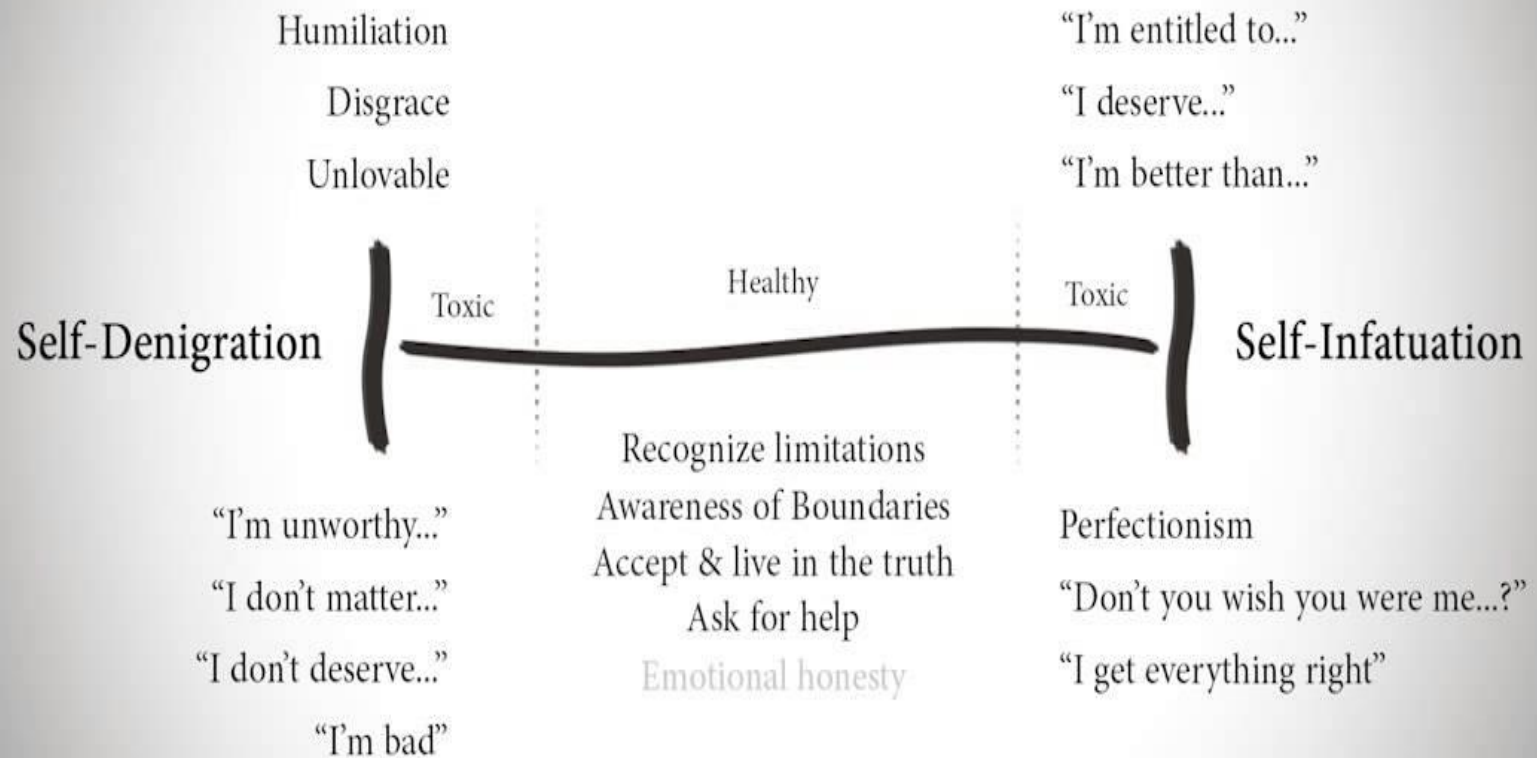 Humiliation
Disgrace
Unlovable
“I’m entitled to...”
“I deserve...”
“I’m better than...”
Self-Denigration
Toxic
Healthy
Toxic
Self-Infatuation
“I’m unworthy...”
“I don’t matter...”
“I don’t deserve...”
“I’m bad”
Recognize limitations
Awareness of Boundaries
Accept & live in the truth
Ask for help
Emotional honesty
Perfectionism
“Don’t you wish you were me...?”
“I get everything right”